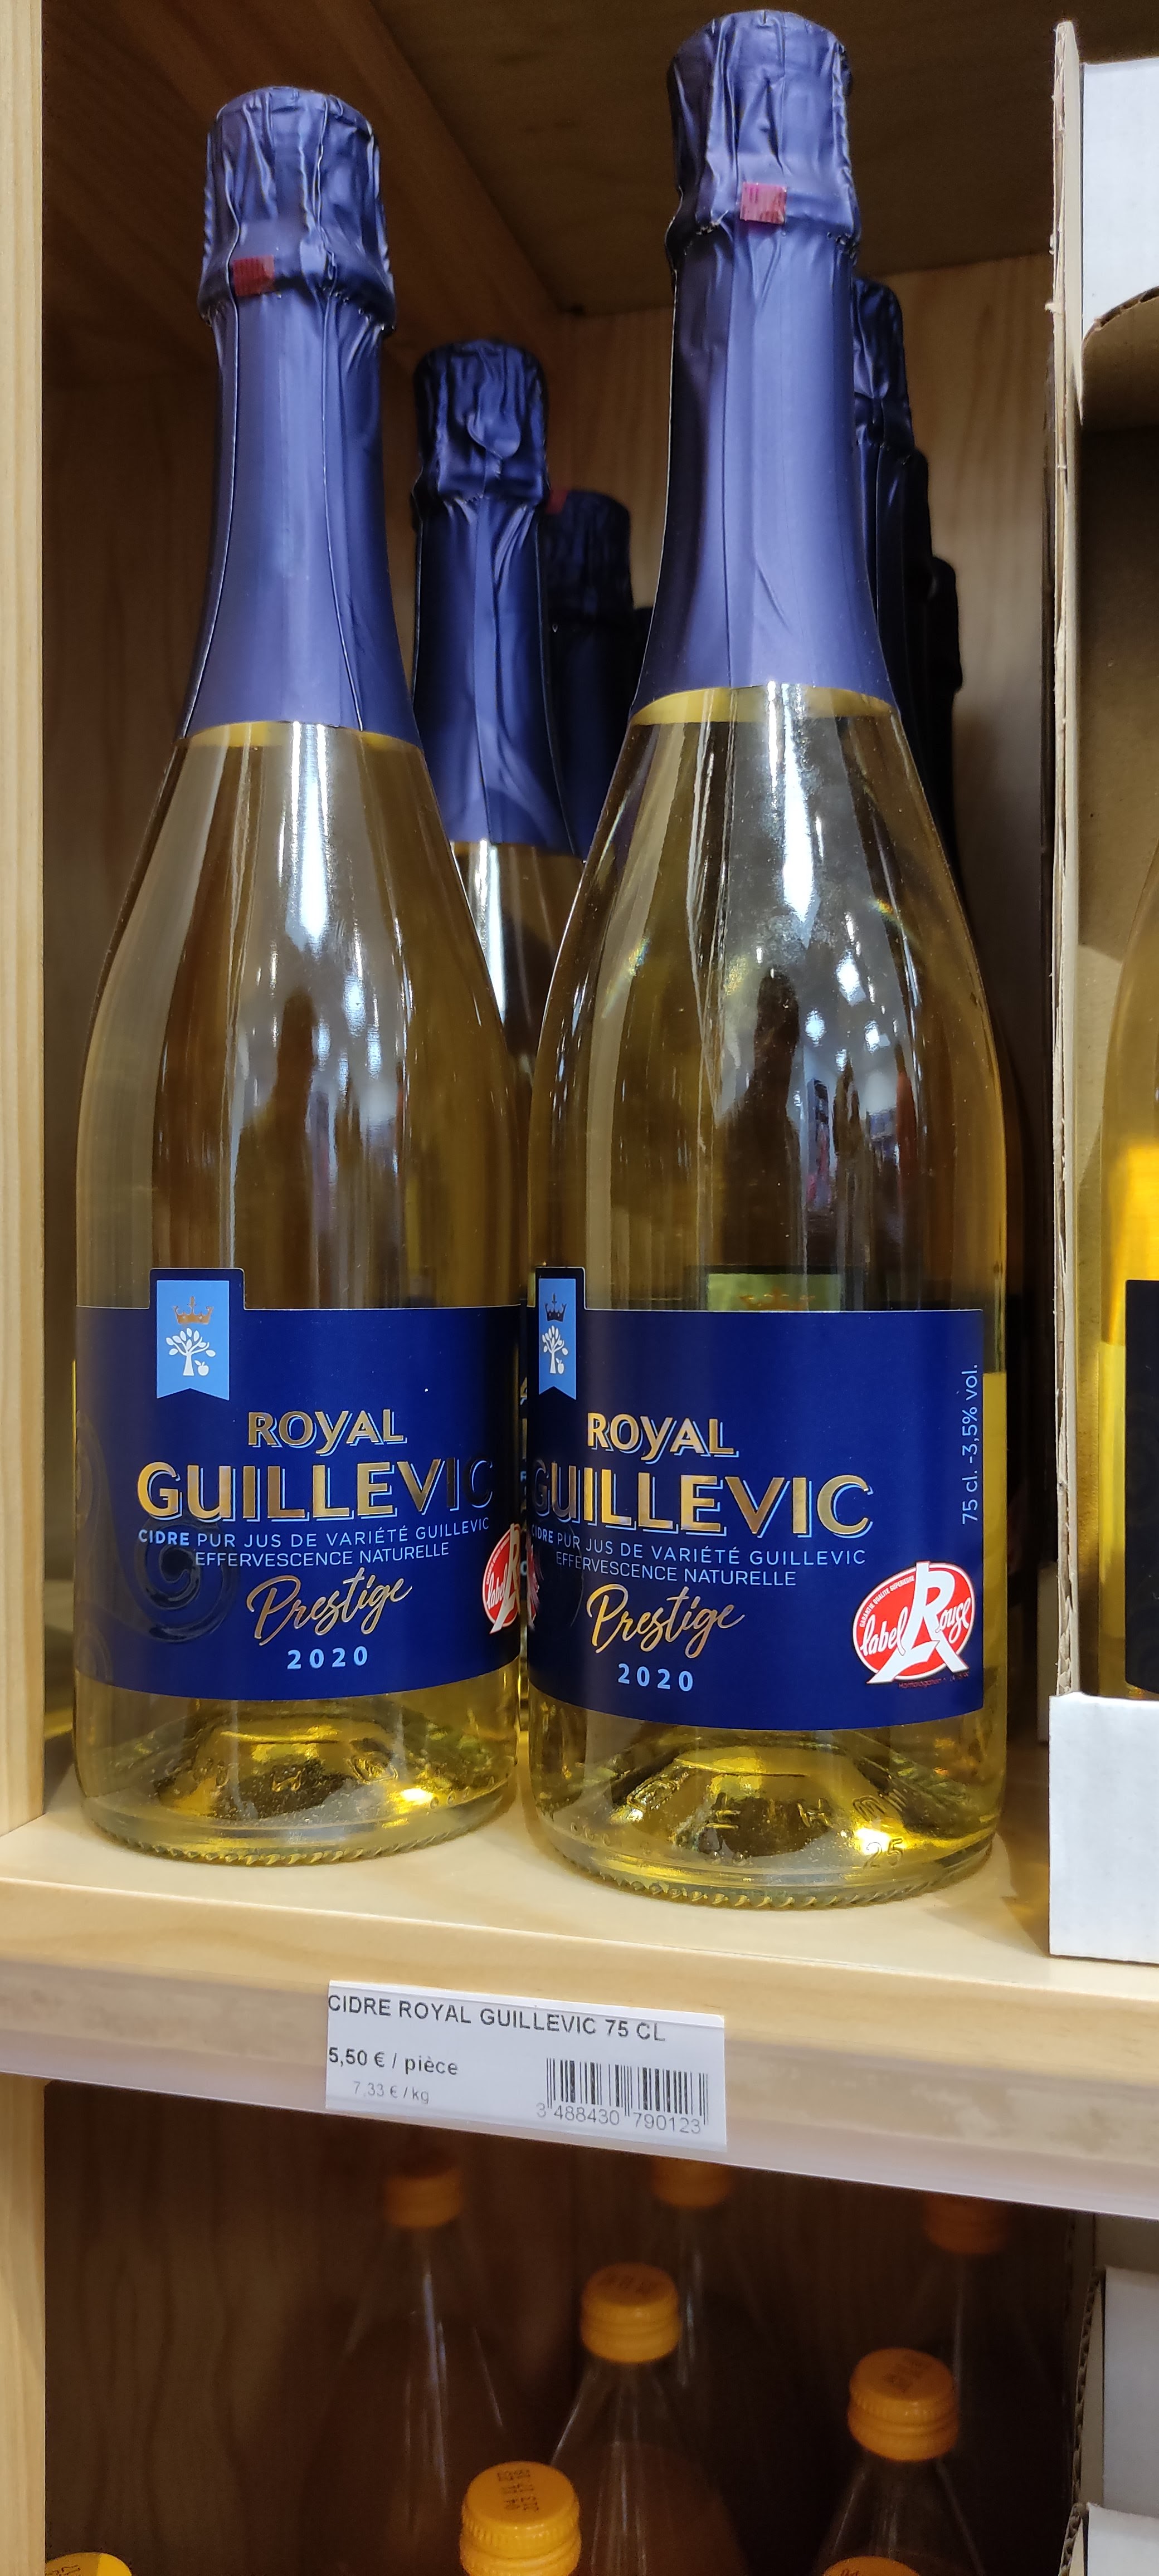 ROYAL
GUILLEVIC
CIDRE PUR JUS DE VARIÉTÉ GUILLEVIC
EFFERVESCENCE NATURELLE
Prestige
2020
label R
ROYAL
GUILLEVIC
CIDRE PUR JUS DE VARIÉTÉ GUILLEVIC
EFFERVESCENCE NATURELLE
Prestige
2020
75 cl. -3,5% vol.
label Rouge
25
CIDRE ROYAL GUILLEVIC 75 CL
5,50 € / pièce
7,33 € / kg
3 488430 790123